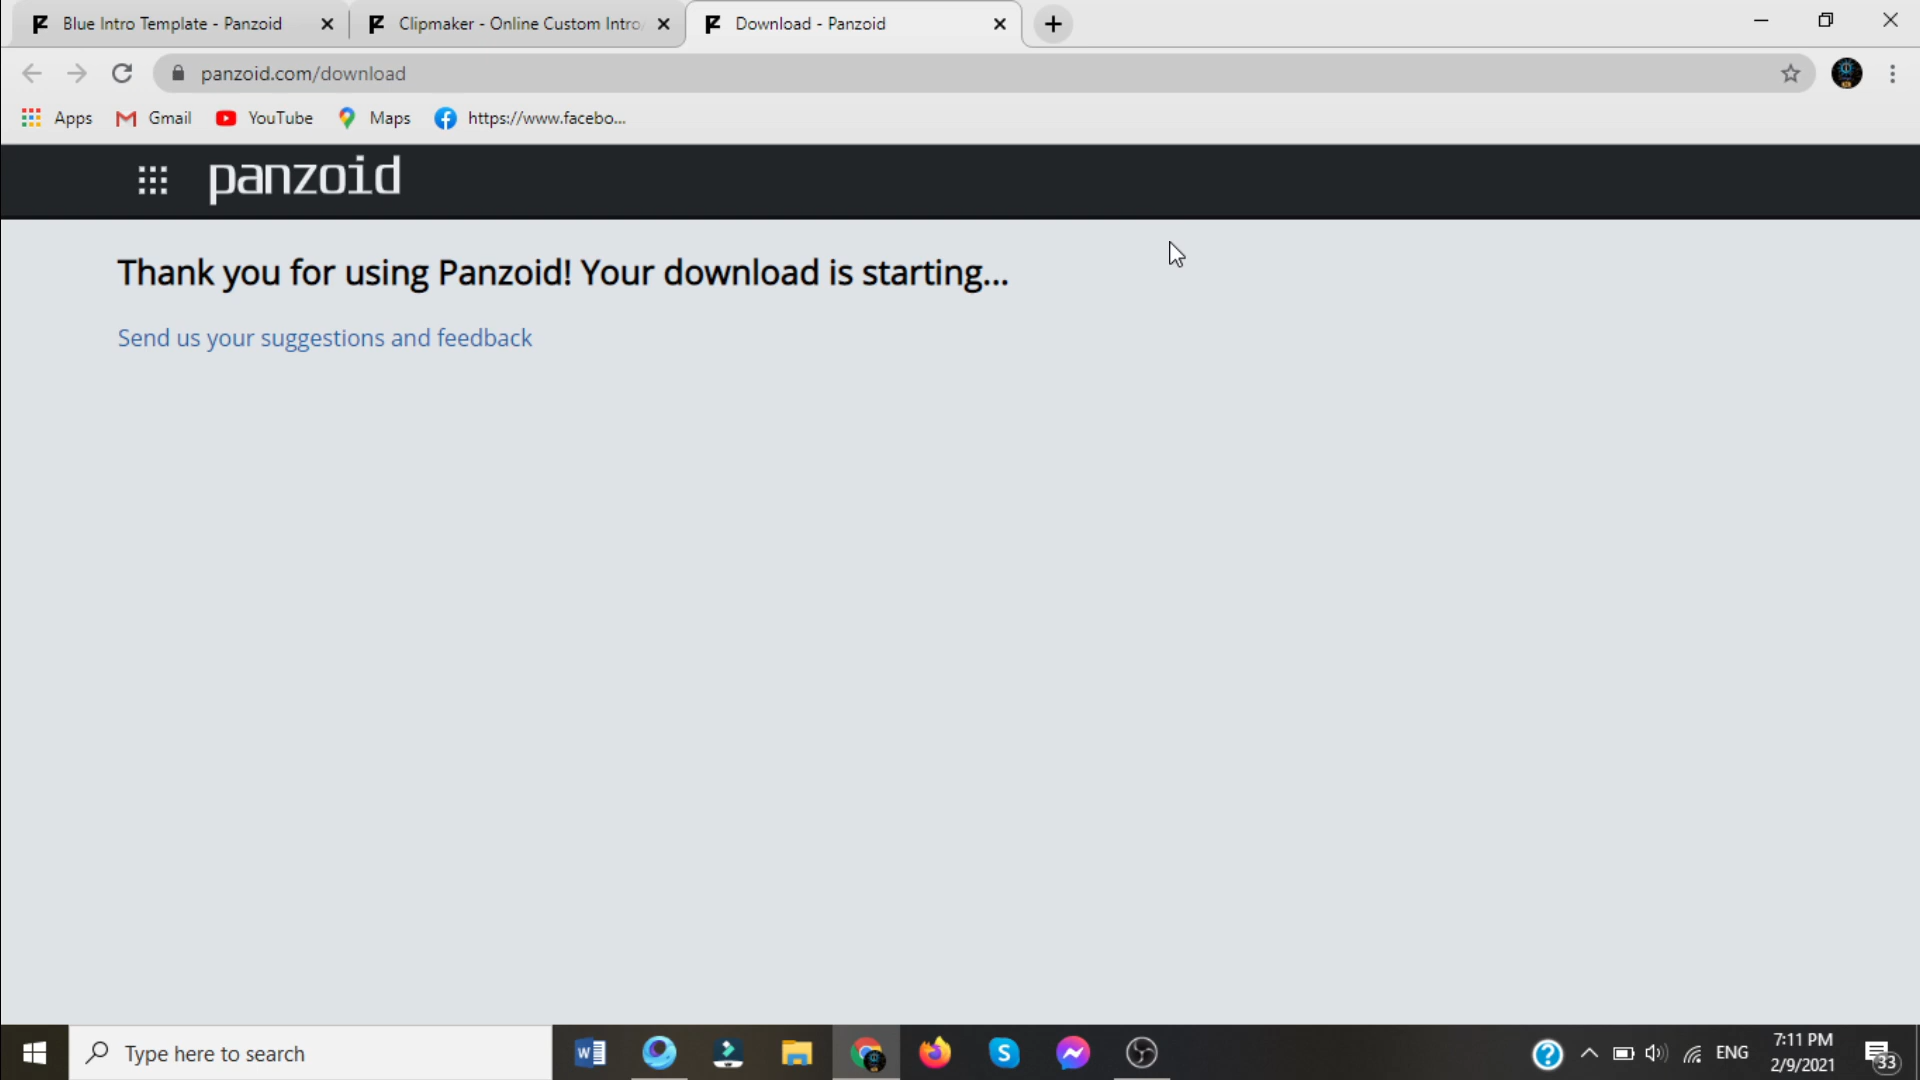 Blue Intro Template - Panzoid
Clipmaker - Online Custom Intro
Download - Panzoid
panzoid.com/download
Apps
Gmail
YouTube
Maps
https://www.facebo...
panzoid
Thank you for using Panzoid! Your download is starting...
Send us your suggestions and feedback
Type here to search
ENG
7:11 PM
2/9/2021
33